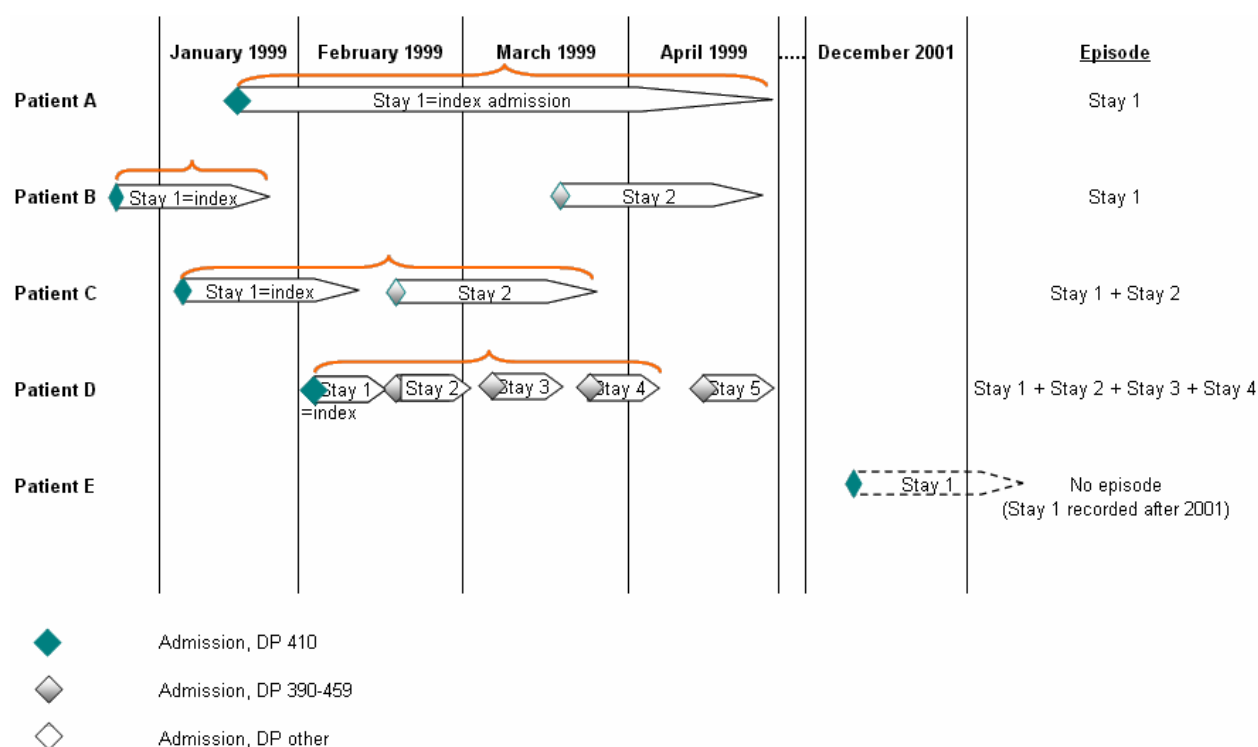 January 1999 February 1999 March 1999 April 1999 ..... December 2001 Episode
Patient A Stay 1=index admission Stay 1
Patient B Stay 1=index Stay 2 Stay 1
Patient C Stay 1=index Stay 2 Stay 1 + Stay 2
Patient D Stay 1 Stay 2 Stay 3 Stay 4 Stay 5 Stay 1 + Stay 2 + Stay 3 + Stay 4
=index
Patient E Stay 1 No episode
(Stay 1 recorded after 2001)
Admission, DP 410
Admission, DP 390-459
Admission, DP other